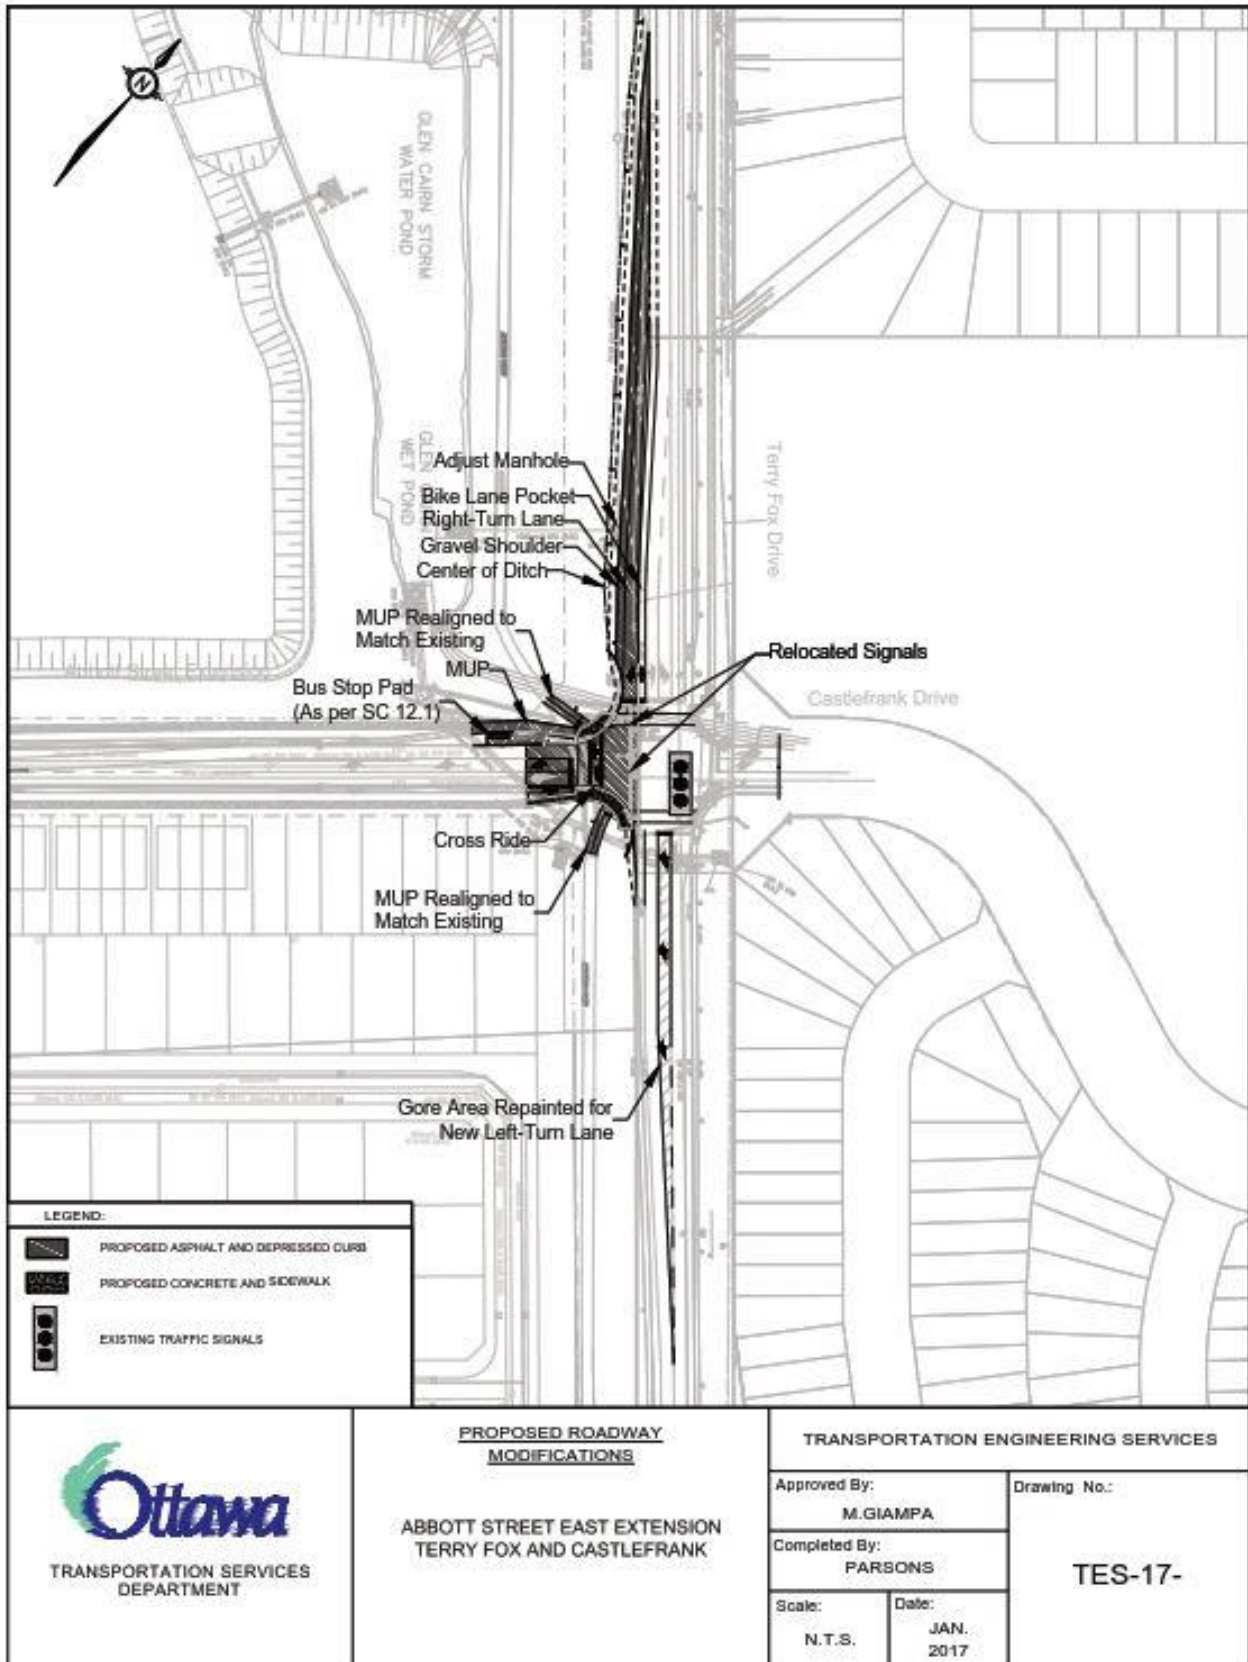 N
GLEN CAIRN STORM
WATER POND
GLEN
WET POND
Adjust Manhole
Bike Lane Pocket
Right-Turn Lane
Gravel Shoulder
Center of Ditch
Terry Fox Drive
MUP Realigned to
Match Existing
MUP
Relocated Signals
Abbott Street Extension
Bus Stop Pad
(As per SC 12.1)
Castlefrank Drive
Cross Ride
MUP Realigned to
Match Existing
Gore Area Repainted for
New Left-Turn Lane
LEGEND:
PROPOSED ASPHALT AND DEPRESSED CURB
PROPOSED CONCRETE AND SIDEWALK
EXISTING TRAFFIC SIGNALS
Ottawa
TRANSPORTATION SERVICES
DEPARTMENT
PROPOSED ROADWAY
MODIFICATIONS
ABBOTT STREET EAST EXTENSION
TERRY FOX AND CASTLEFRANK
TRANSPORTATION ENGINEERING SERVICES
Approved By:
M.GIAMPA
Completed By:
PARSONS
Scale:
N.T.S.
Date:
JAN.
2017
Drawing No.:
TES-17-